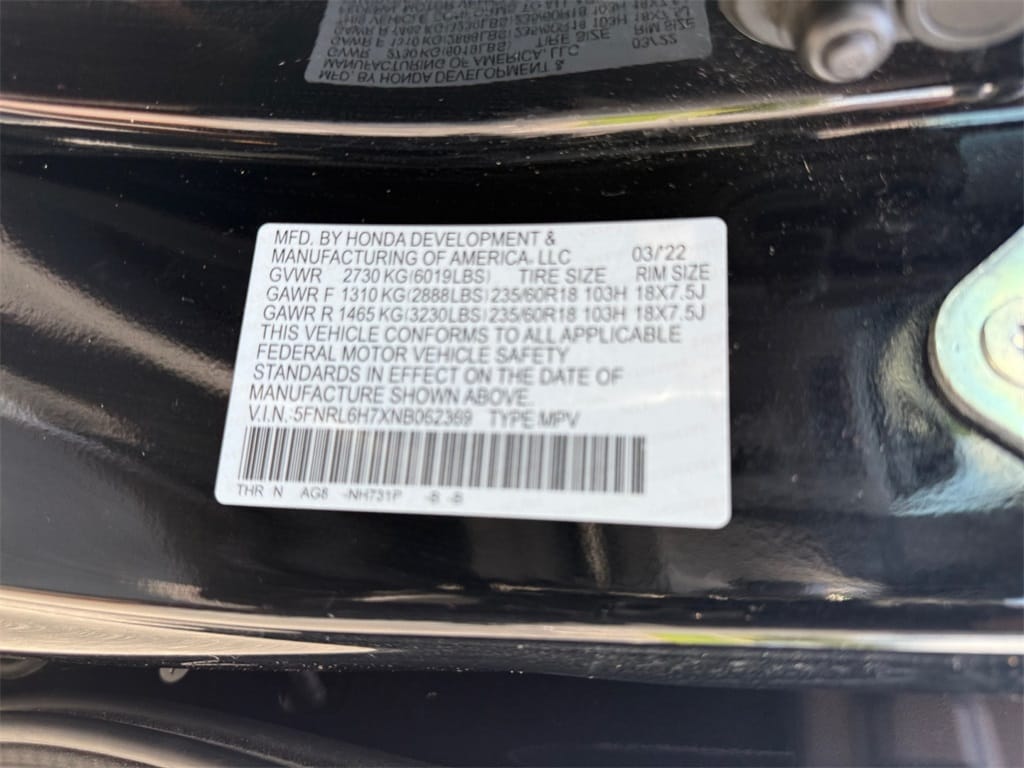 MFD. BY HONDA DEVELOPMENT &
MANUFACTURING OF AMERICA, LLC 03/'22
GVWR 2730 KG(6019LBS) TIRE SIZE RIM SIZE
GAWR F 1310 KG(2888LBS) 235/60R18 103H 18X7.5J
GAWR R 1465 KG(3230LBS) 235/60R18 103H 18X7.5J
THIS VEHICLE CONFORMS TO ALL APPLICABLE
FEDERAL MOTOR VEHICLE SAFETY
STANDARDS IN EFFECT ON THE DATE OF
MANUFACTURE SHOWN ABOVE.
V.I.N.:5FNRL6H7XNB062369 TYPE:MPV
THR N AG8 -NH731P -B -B